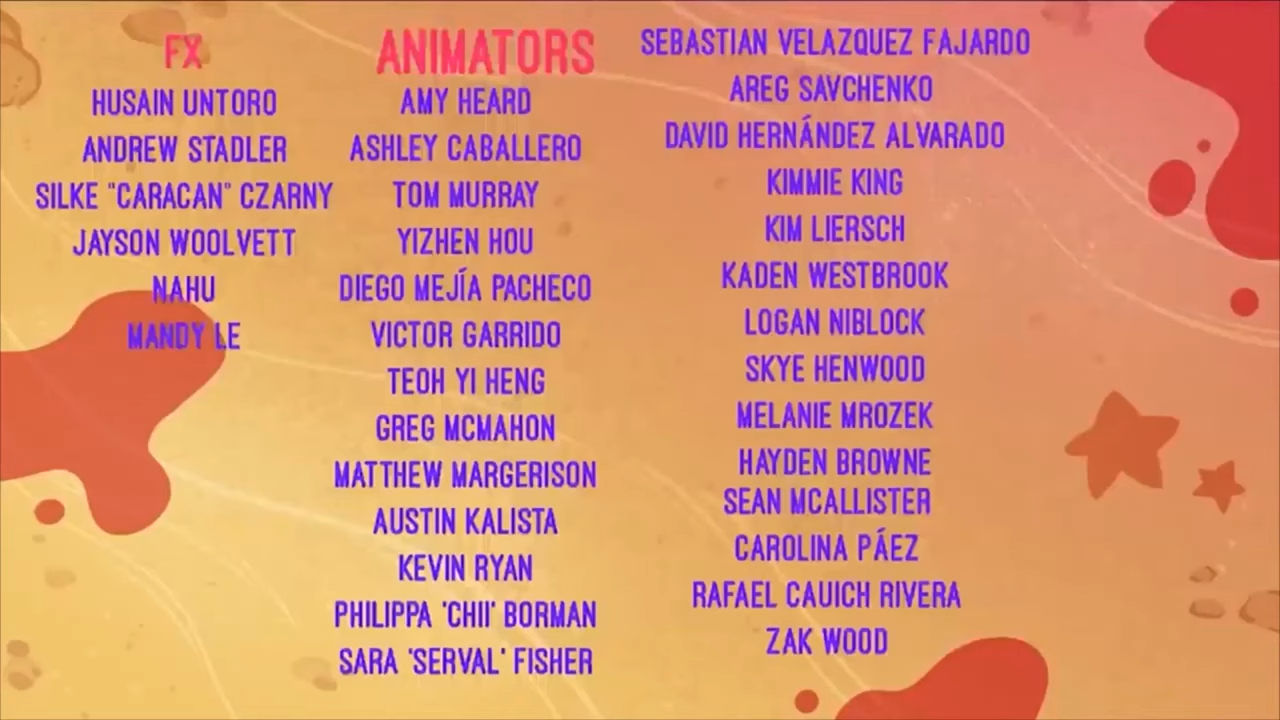 FX
HUSAIN UNTORO
ANDREW STADLER
SILKE "CARACAN" CZARNY
JAYSON WOOLVETT
NAHU
MANDY LE
ANIMATORS
AMY HEARD
ASHLEY CABALLERO
TOM MURRAY
YIZHEN HOU
DIEGO MEJÍA PACHECO
VICTOR GARRIDO
TEOH YI HENG
GREG MCMAHON
MATTHEW MARGERISON
AUSTIN KALISTA
KEVIN RYAN
PHILIPPA 'CHII' BORMAN
SARA 'SERVAL' FISHER
SEBASTIAN VELAZQUEZ FAJARDO
AREG SAVCHENKO
DAVID HERNÁNDEZ ALVARADO
KIMMIE KING
KIM LIERSCH
KADEN WESTBROOK
LOGAN NIBLOCK
SKYE HENWOOD
MELANIE MROZEK
HAYDEN BROWNE
SEAN MCALLISTER
CAROLINA PÁEZ
RAFAEL CAUICH RIVERA
ZAK WOOD